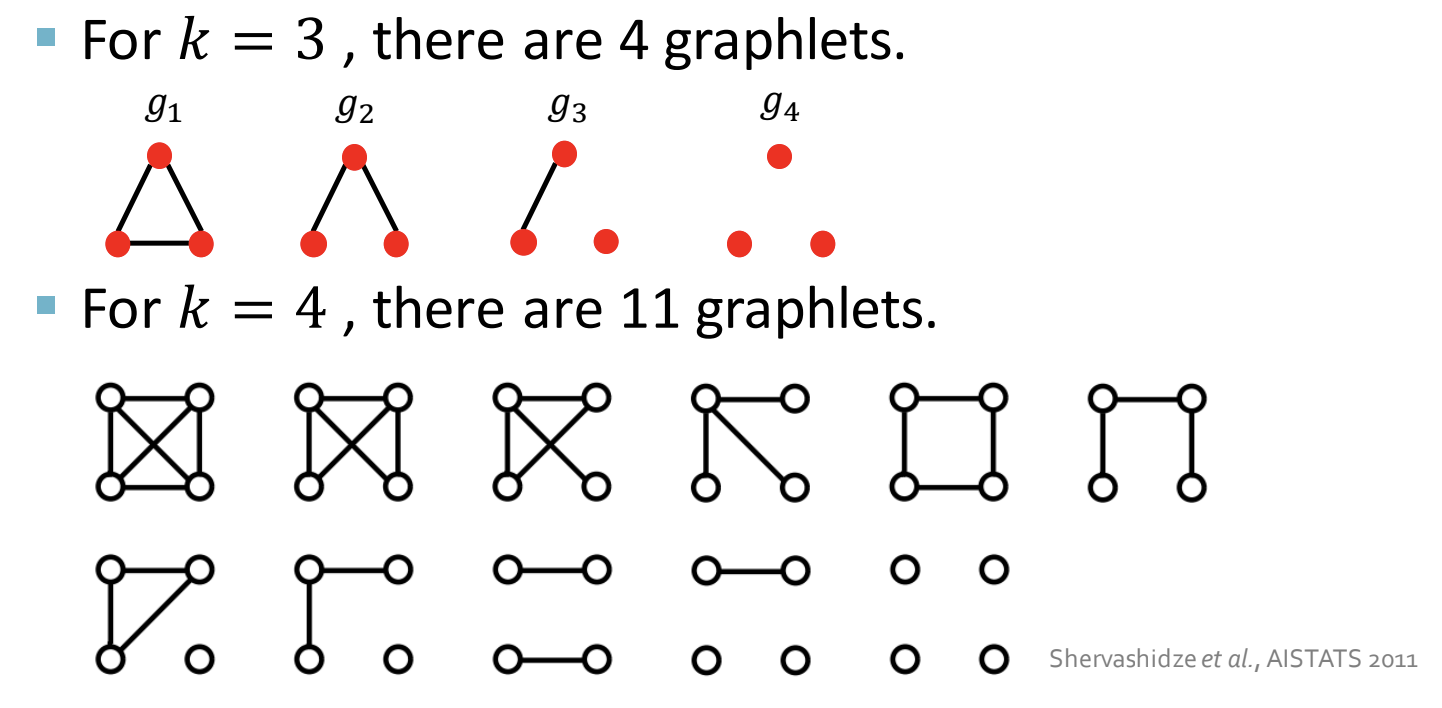 For k = 3 , there are 4 graphlets.
g₁ g₂ g₃ g₄
For k = 4 , there are 11 graphlets.
Shervashidze et al., AISTATS 2011